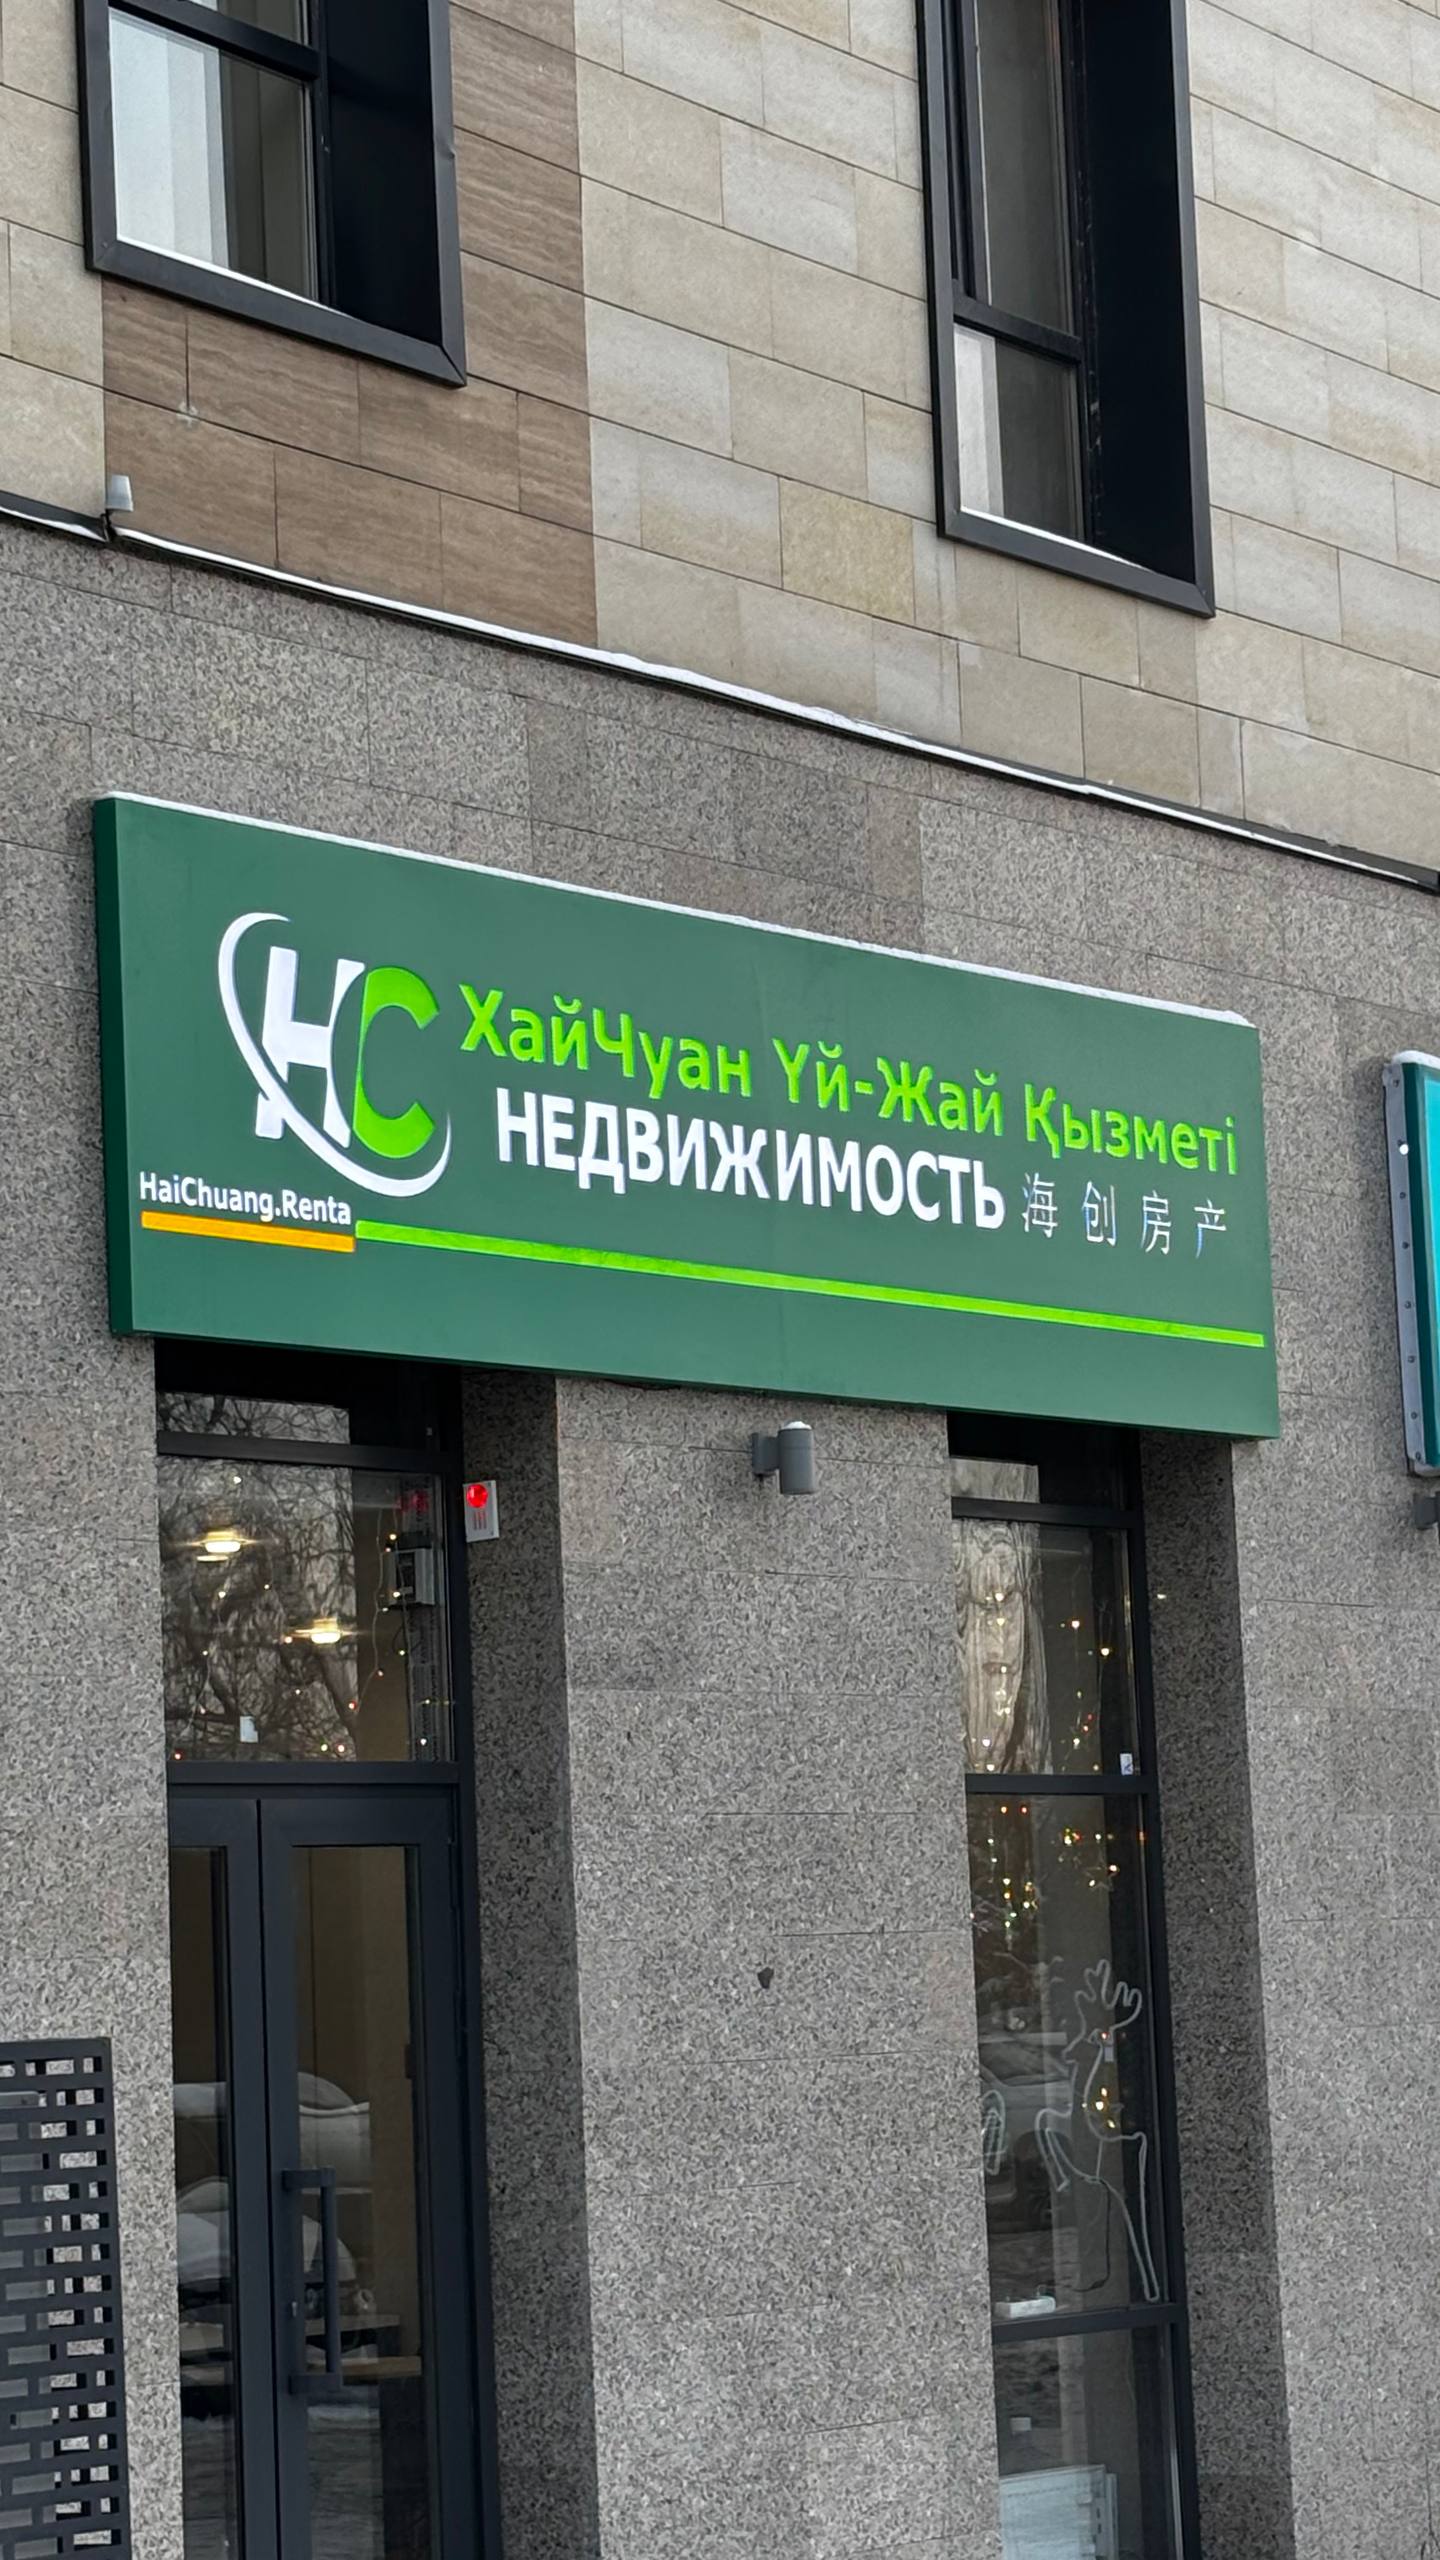 HC
ХайЧуан Үй-Жай Қызметі
НЕДВИЖИМОСТЬ 海创房产
HaiChuang.Renta